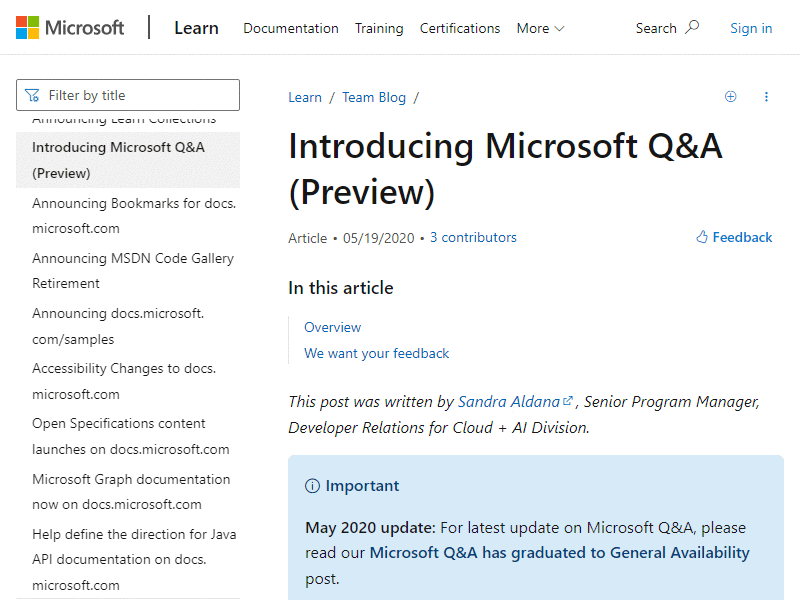 Microsoft
Learn
Documentation
Training
Certifications
More
Search
Sign in
Filter by title
Announcing Learn Collections
Introducing Microsoft Q&A
(Preview)
Announcing Bookmarks for docs.
microsoft.com
Announcing MSDN Code Gallery
Retirement
Announcing docs.microsoft.
com/samples
Accessibility Changes to docs.
microsoft.com
Open Specifications content
launches on docs.microsoft.com
Microsoft Graph documentation
now on docs.microsoft.com
Help define the direction for Java
API documentation on docs.
microsoft.com
Learn / Team Blog /
Introducing Microsoft Q&A
(Preview)
Article • 05/19/2020 • 3 contributors
Feedback
In this article
Overview
We want your feedback
This post was written by Sandra Aldana, Senior Program Manager,
Developer Relations for Cloud + AI Division.
Important
May 2020 update: For latest update on Microsoft Q&A, please
read our Microsoft Q&A has graduated to General Availability
post.